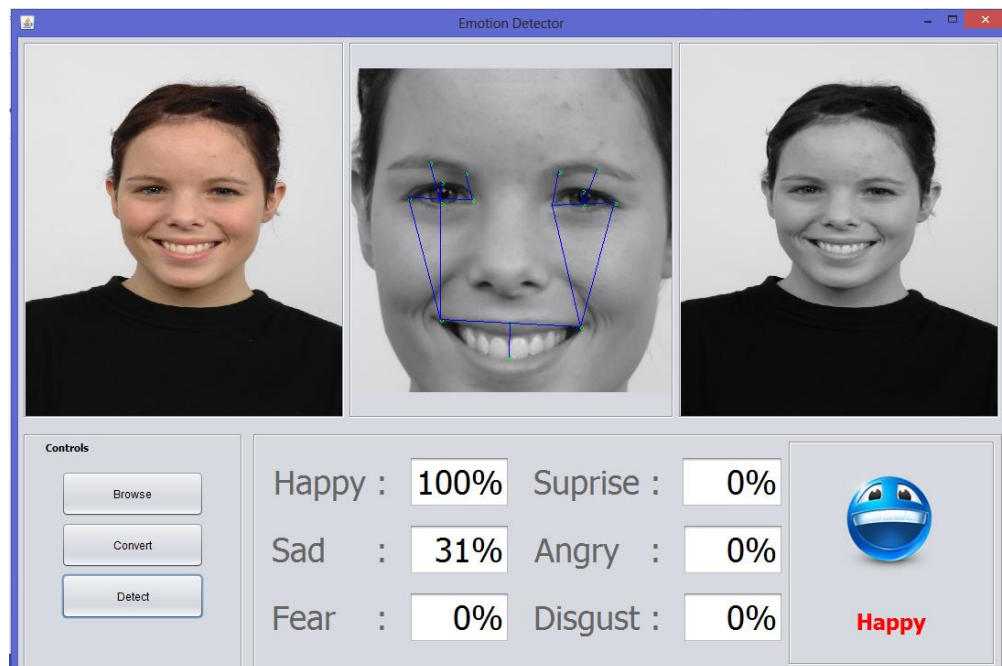 Emotion Detector
Controls
Browse
Convert
Detect
Happy : 100% Suprise : 0%
Sad : 31% Angry : 0%
Fear : 0% Disgust : 0%
Happy